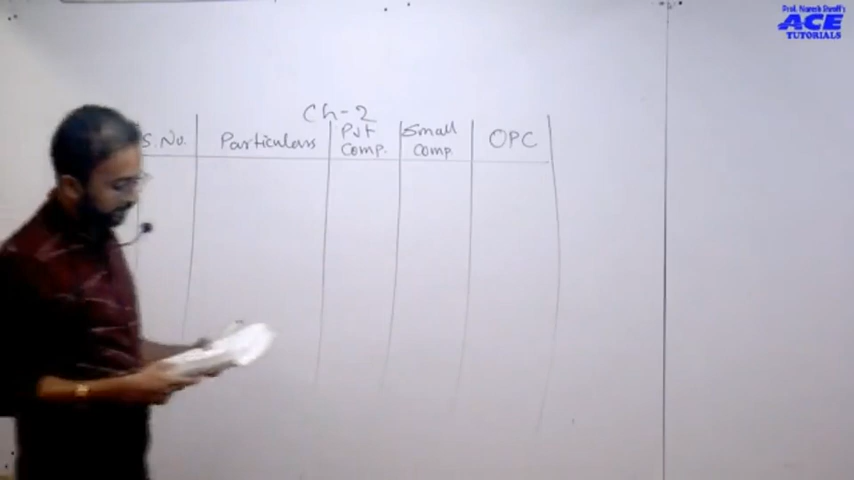 Prof. Naresh Shroff's
ACE
TUTORIALS
Ch-2
S. No. Particulars Pvt Comp. Small Comp. OPC